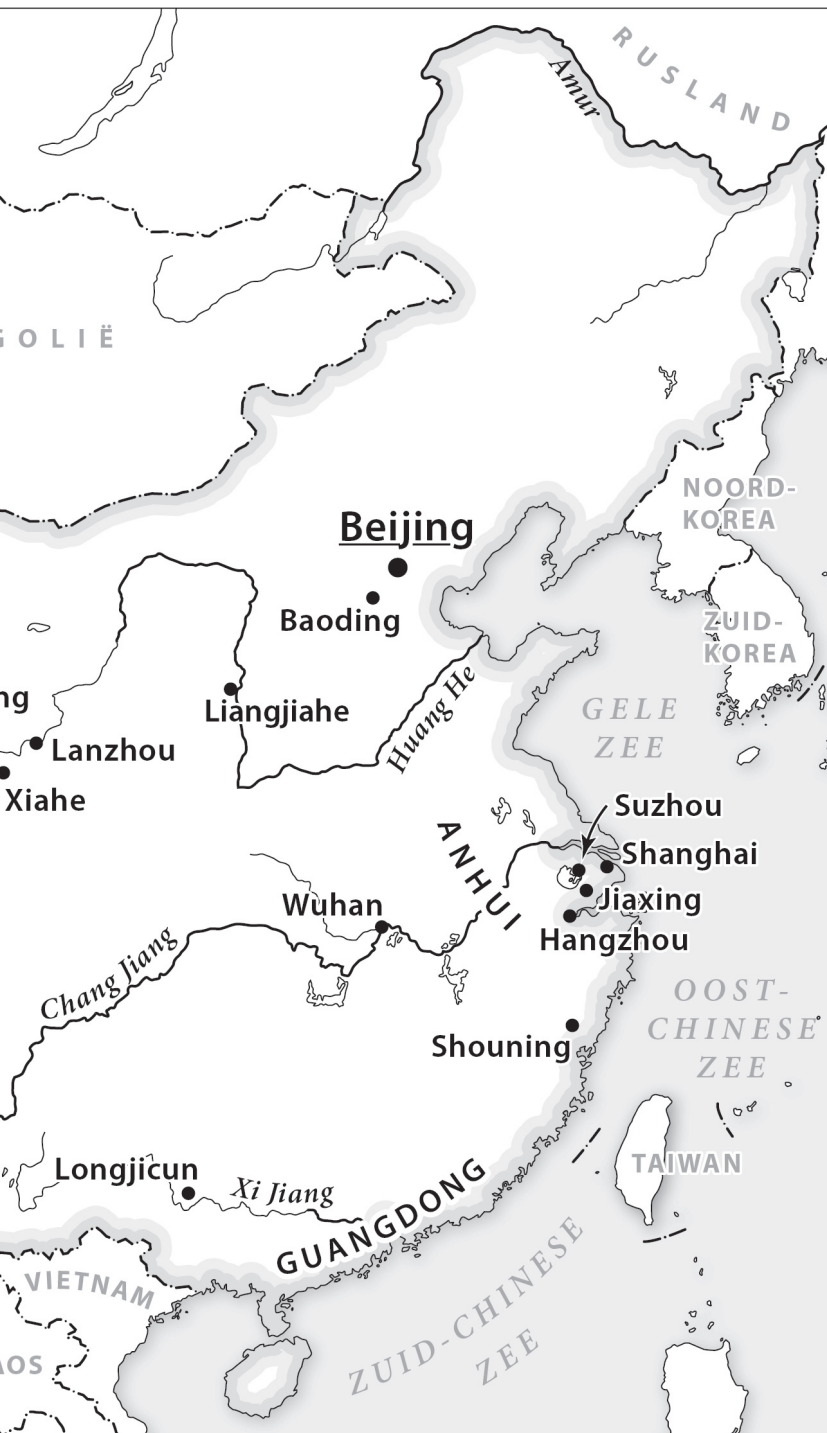 RUSLAND
Amur
GOLIË
NOORD-
KOREA
Beijing
Baoding
ZUID-
KOREA
ng
Liangjiahe
Huang He
GELE
ZEE
Lanzhou
Xiahe
Suzhou
ANHUI
Shanghai
Wuhan
Jiaxing
Hangzhou
Chang Jiang
OOST-
CHINESE
ZEE
Shouning
Longjicun
Xi Jiang
TAIWAN
GUANGDONG
VIETNAM
ZUID-CHINESE
ZEE
AOS